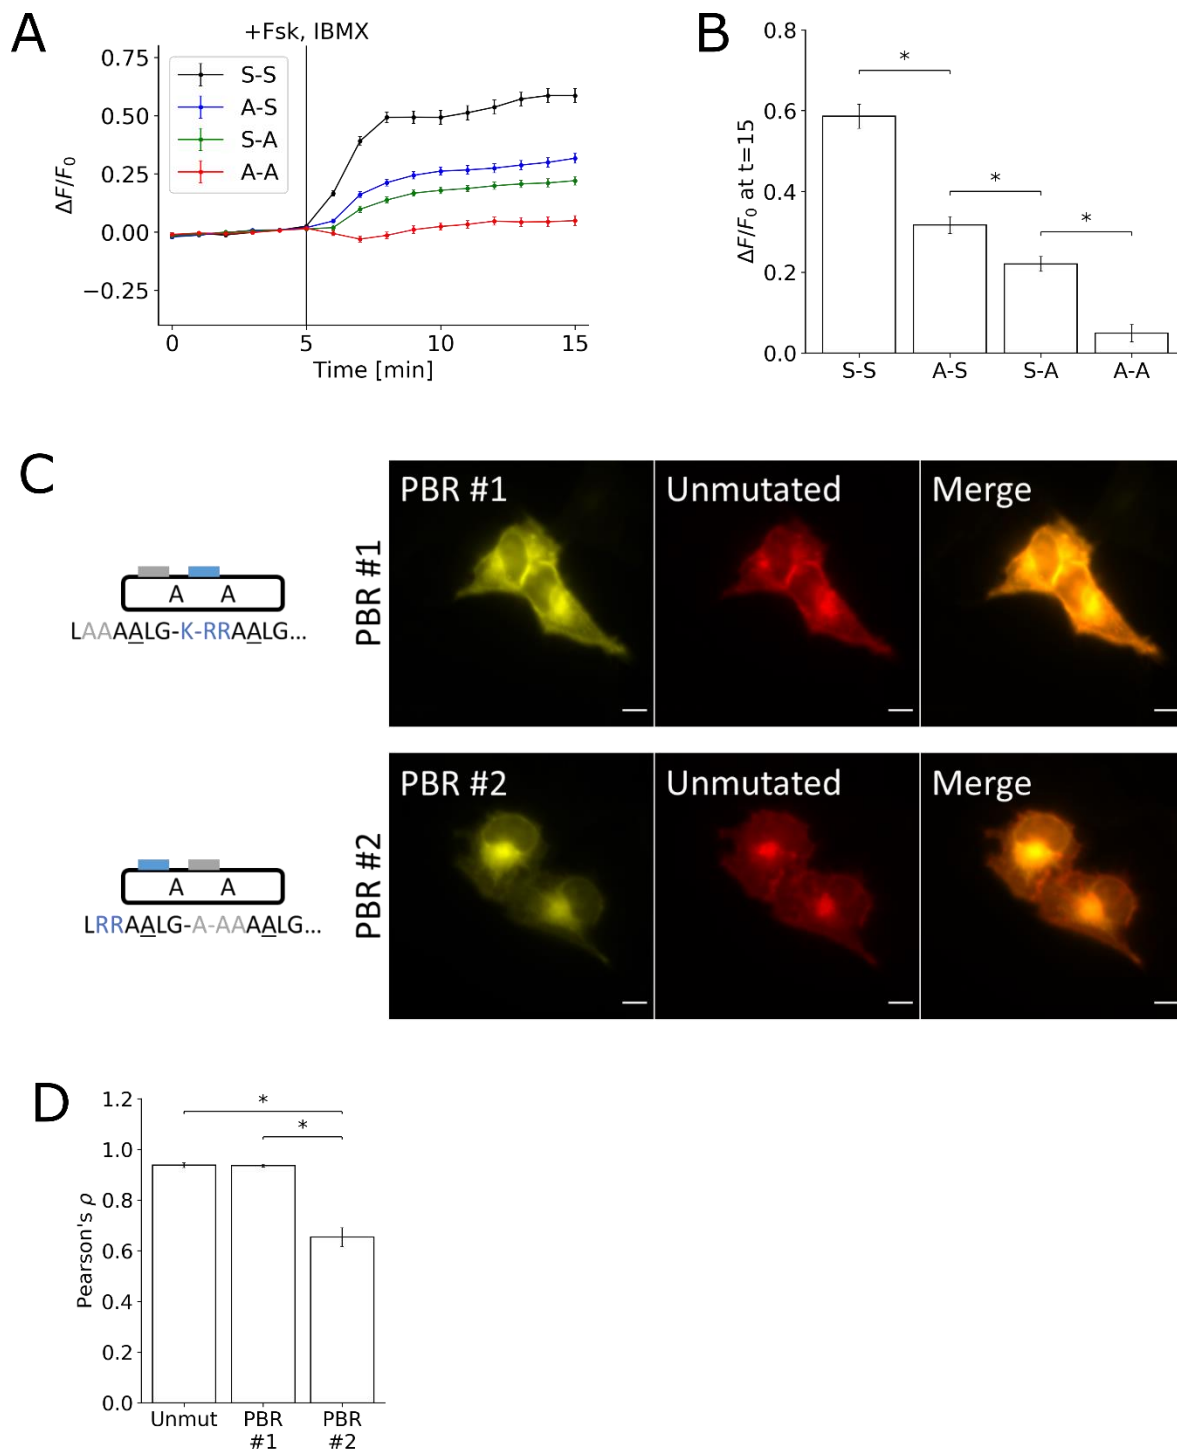 A
+Fsk, IBMX
0.75
0.50
0.25
0.00
−0.25
ΔF/F₀
S-S
A-S
S-A
A-A
0
5
10
15
Time [min]
B
0.8
0.6
0.4
0.2
0.0
ΔF/F₀ at t=15
*
*
*
S-S
A-S
S-A
A-A
C
A A
LAAAALG-K-RRAALG...
PBR #1
PBR #1
Unmutated
Merge
A A
LRRAALG-A-AAAALG...
PBR #2
PBR #2
Unmutated
Merge
D
1.2
1.0
0.8
0.6
0.4
0.2
0.0
Pearson's ρ
*
*
Unmut
PBR
#1
PBR
#2